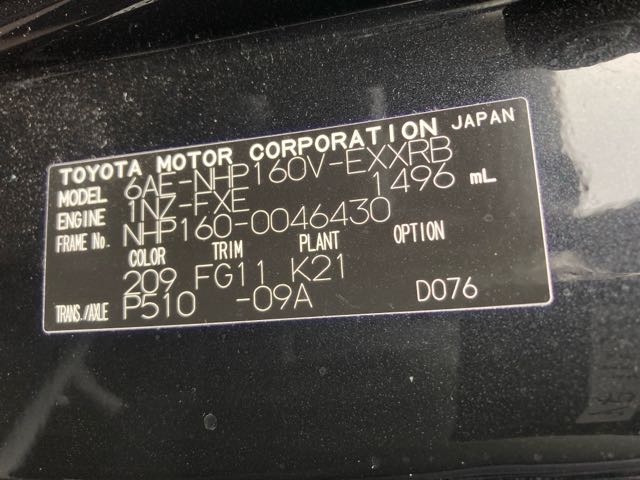 TOYOTA MOTOR CORPORATION JAPAN
MODEL 6AE-NHP160V-EXXRB
ENGINE 1NZ-FXE 1496 mL
FRAME No. NHP160-0046430
COLOR TRIM PLANT OPTION
209 FG11 K21
TRANS./AXLE P510 -09A D076